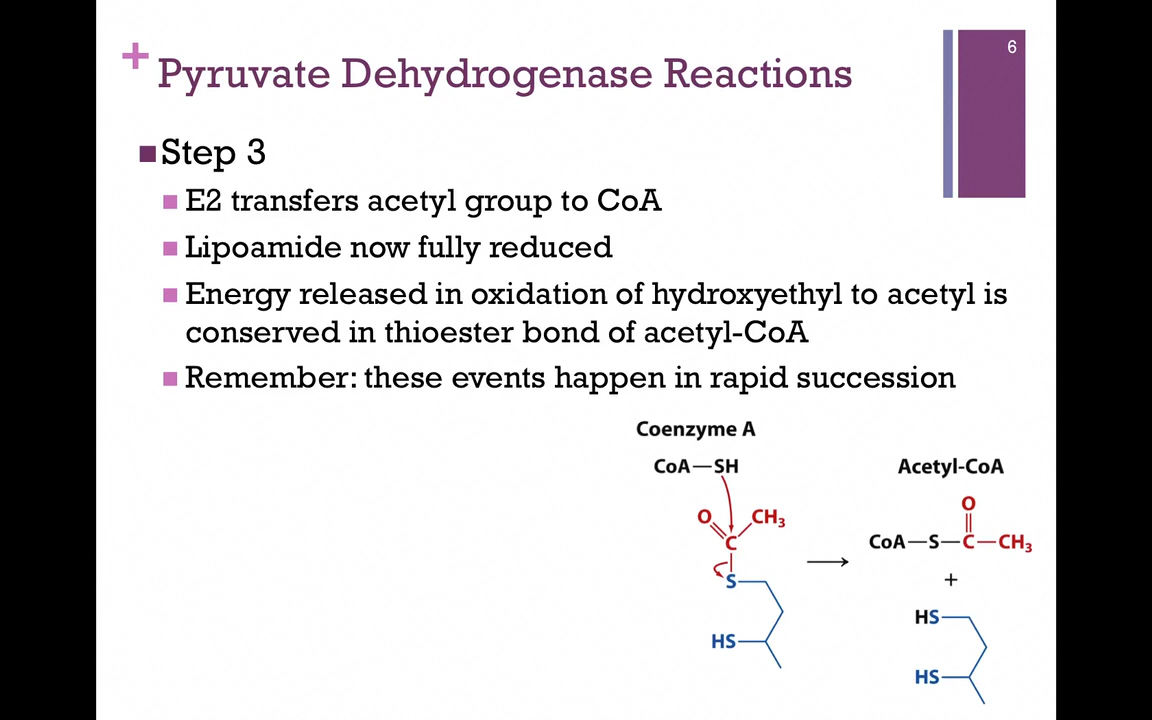 6
+ Pyruvate Dehydrogenase Reactions
Step 3
E2 transfers acetyl group to CoA
Lipoamide now fully reduced
Energy released in oxidation of hydroxyethyl to acetyl is
conserved in thioester bond of acetyl-CoA
Remember: these events happen in rapid succession
Coenzyme A
CoA—SH
O CH₃
C
S
HS
Acetyl-CoA
O
CoA—S—C—CH₃
+
HS
HS